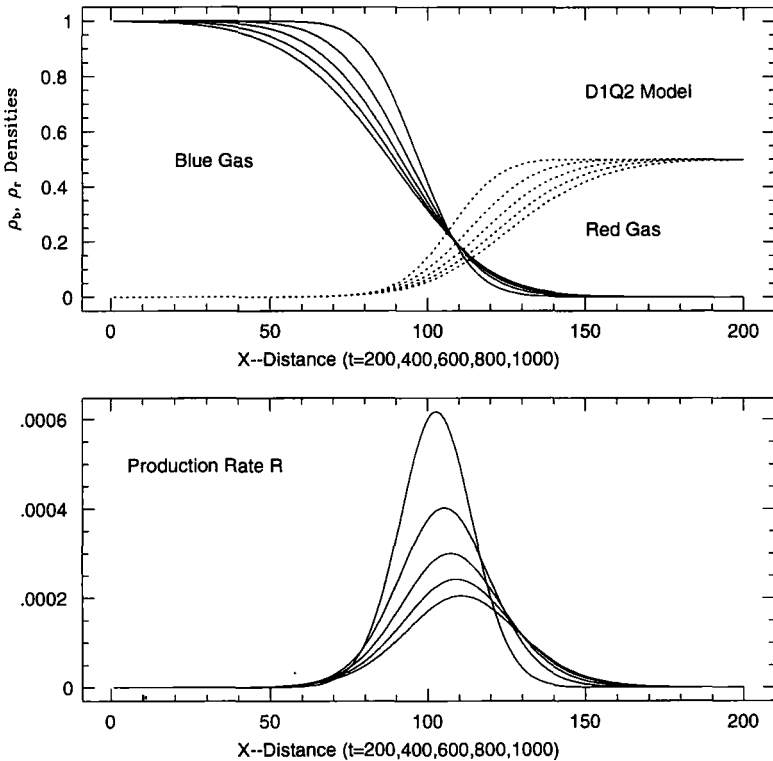 1
0.8
0.6
0.4
0.2
0
ρb, ρr Densities
D1Q2 Model
Blue Gas
Red Gas
0 50 100 150 200
X--Distance (t=200,400,600,800,1000)
.0006
.0004
.0002
0
Production Rate R
0 50 100 150 200
X--Distance (t=200,400,600,800,1000)